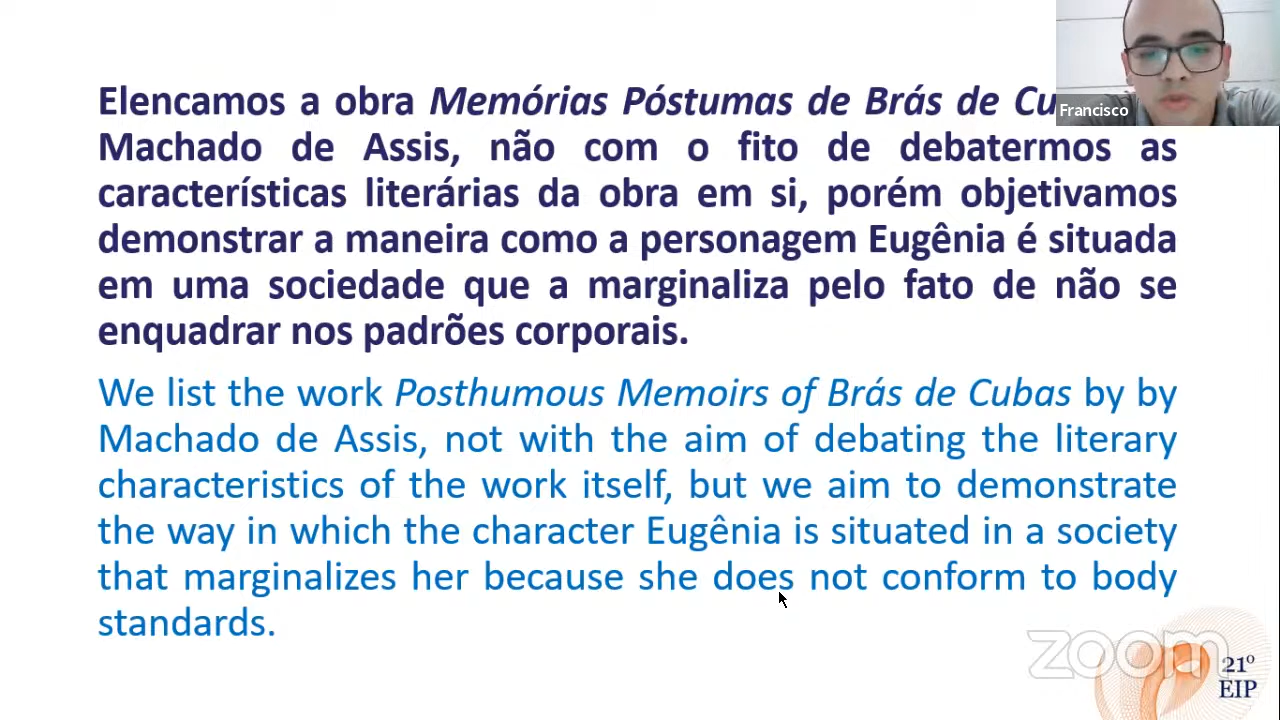 Elencamos a obra Memórias Póstumas de Brás de Cu
Machado de Assis, não com o fito de debatermos as
características literárias da obra em si, porém objetivamos
demonstrar a maneira como a personagem Eugênia é situada
em uma sociedade que a marginaliza pelo fato de não se
enquadrar nos padrões corporais.
We list the work Posthumous Memoirs of Brás de Cubas by by
Machado de Assis, not with the aim of debating the literary
characteristics of the work itself, but we aim to demonstrate
the way in which the character Eugênia is situated in a society
that marginalizes her because she does not conform to body
standards.
Francisco
zoom
21º
EIP